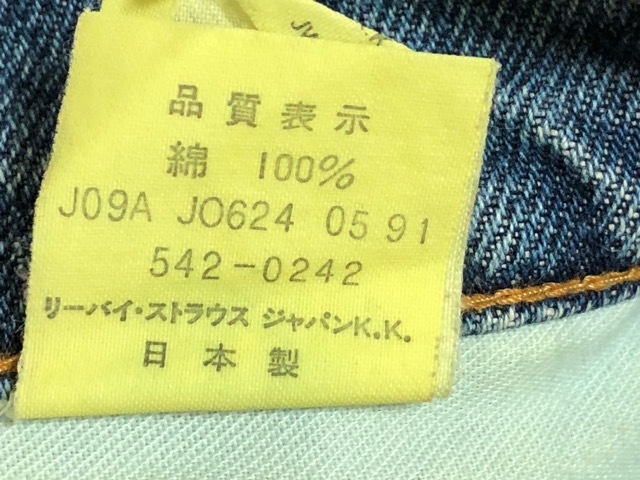 品質表示
綿 100%
J09A JO624 05 91
542-0242
リーバイ・ストラウス ジャパンK.K.
日本製